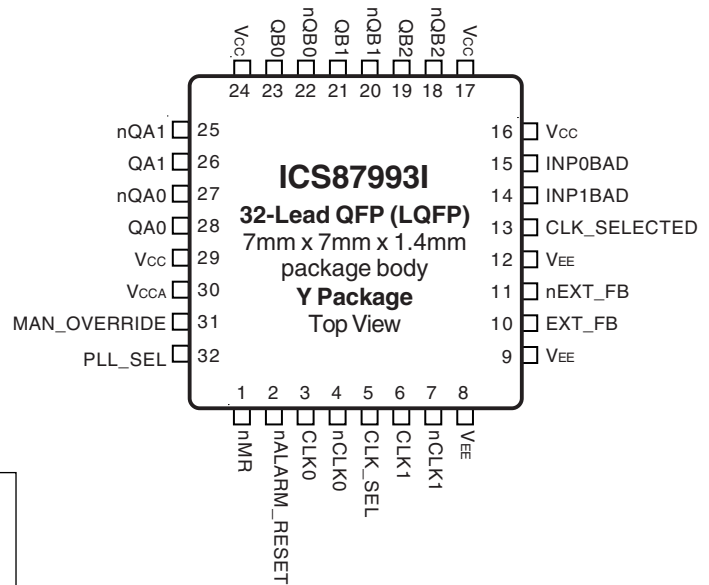 Vcc QB0 nQB0 QB1 nQB1 QB2 nQB2 Vcc
24 23 22 21 20 19 18 17
nQA1 25
QA1 26
nQA0 27
QA0 28
Vcc 29
VccA 30
MAN_OVERRIDE 31
PLL_SEL 32
ICS87993I
32-Lead QFP (LQFP)
7mm x 7mm x 1.4mm
package body
Y Package
Top View
16 Vcc
15 INP0BAD
14 INP1BAD
13 CLK_SELECTED
12 VEE
11 nEXT_FB
10 EXT_FB
9 VEE
1 2 3 4 5 6 7 8
nMR nALARM_RESET CLK0 nCLK0 CLK_SEL CLK1 nCLK1 VEE